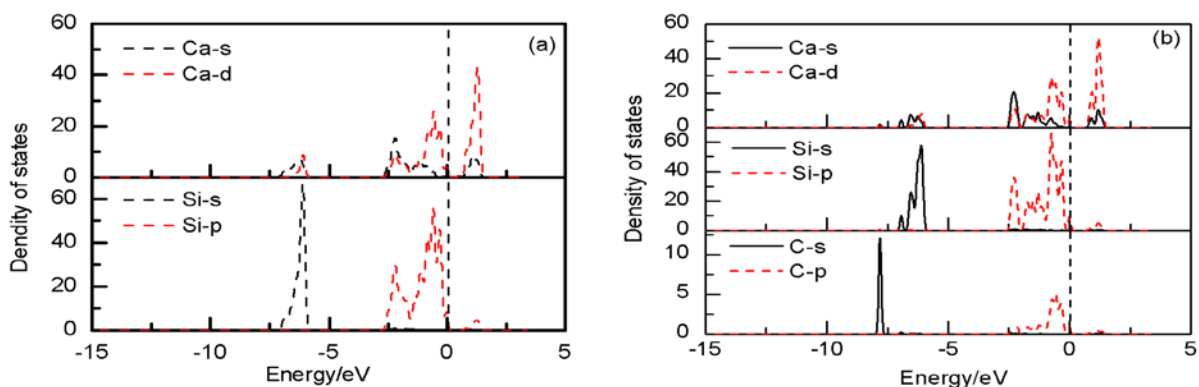 60
Ca-s
(a)
Ca-d
40
20
0
60
Si-s
Si-p
40
20
0
-15
-10
-5
0
5
Dendity of states
Energy/eV
60
Ca-s
(b)
Ca-d
40
20
0
60
Si-s
Si-p
40
20
0
10
C-s
C-p
5
0
-15
-10
-5
0
5
Density of states
Energy/eV